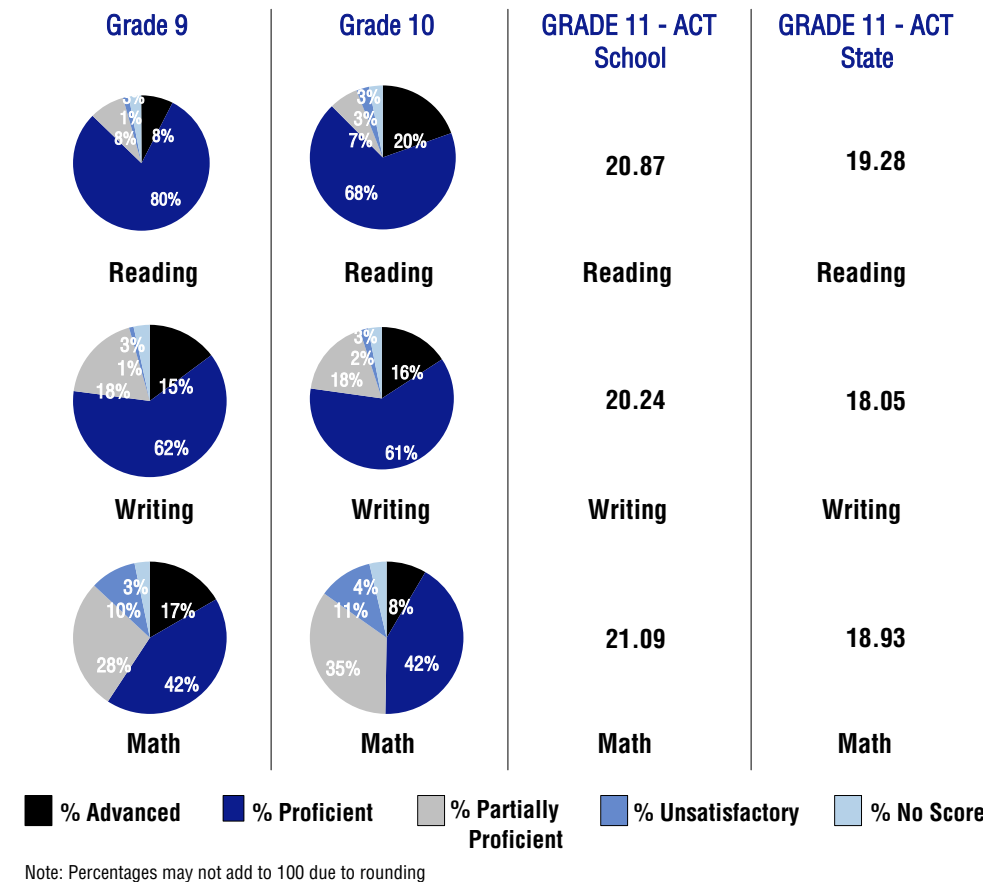 Grade 9
Grade 10
GRADE 11 - ACT
School
GRADE 11 - ACT
State
3%
1%
8%
8%
80%
3%
3%
7%
20%
68%
20.87
19.28
Reading
Reading
Reading
Reading
3%
1%
18%
15%
62%
3%
2%
18%
16%
61%
20.24
18.05
Writing
Writing
Writing
Writing
3%
10%
17%
28%
42%
4%
11%
8%
35%
42%
21.09
18.93
Math
Math
Math
Math
% Advanced
% Proficient
% Partially
Proficient
% Unsatisfactory
% No Score
Note: Percentages may not add to 100 due to rounding